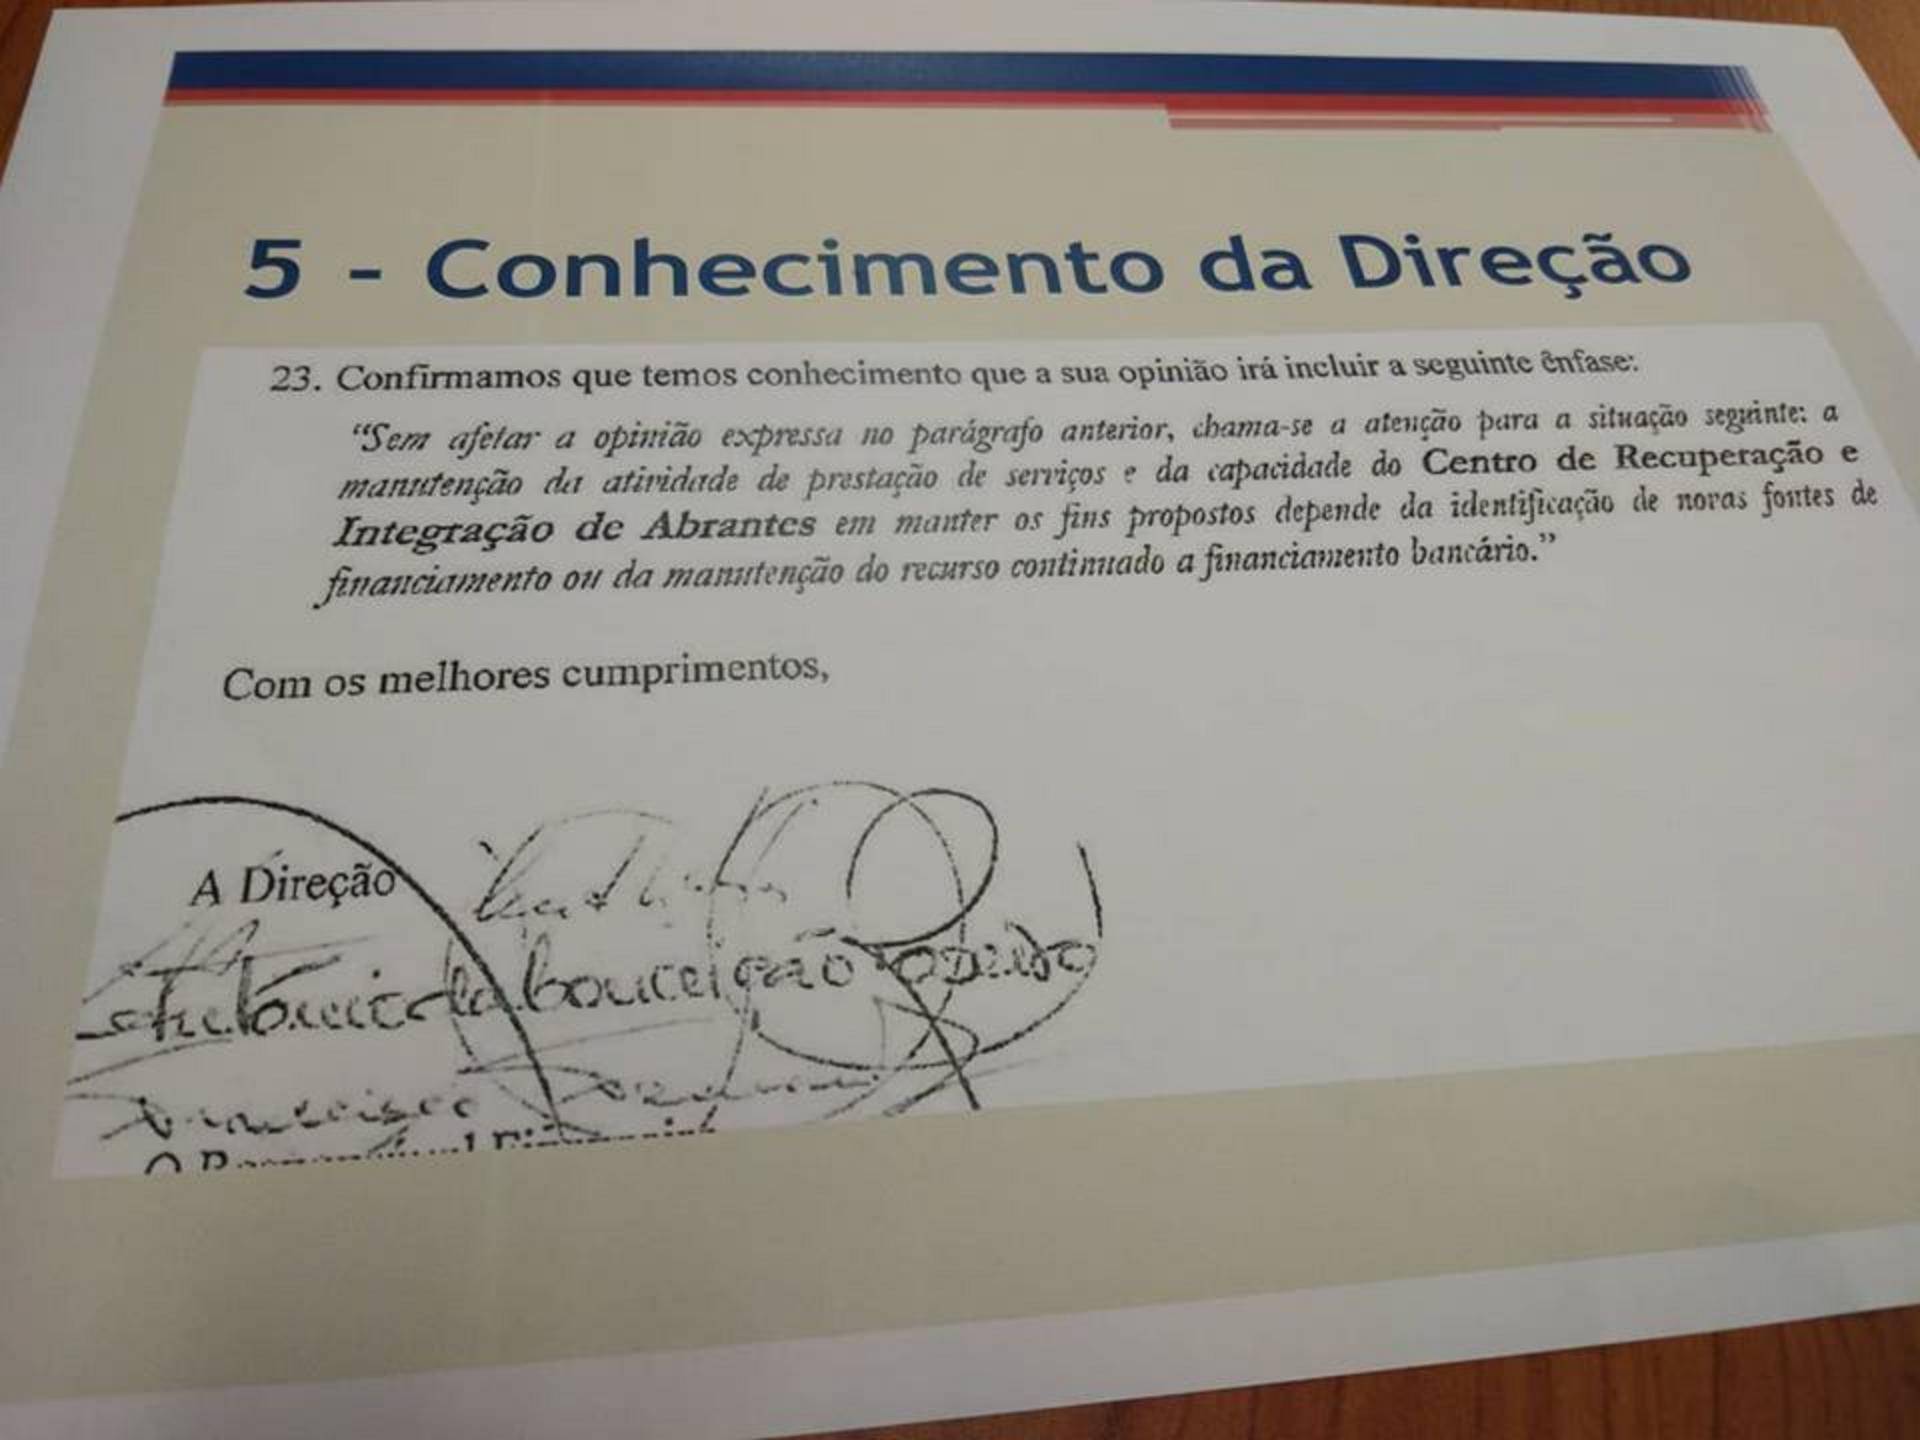 5 - Conhecimento da Direção
23. Confirmamos que temos conhecimento que a sua opinião irá incluir a seguinte ênfase:
“Sem afetar a opinião expressa no parágrafo anterior, chama-se a atenção para a situação seguinte: a
manutenção da atividade de prestação de serviços e da capacidade do Centro de Recuperação e
Integração de Abrantes em manter os fins propostos depende da identificação de novas fontes de
financiamento ou da manutenção do recurso continuado a financiamento bancário.”
Com os melhores cumprimentos,
A Direção
da Conceição
Francisco